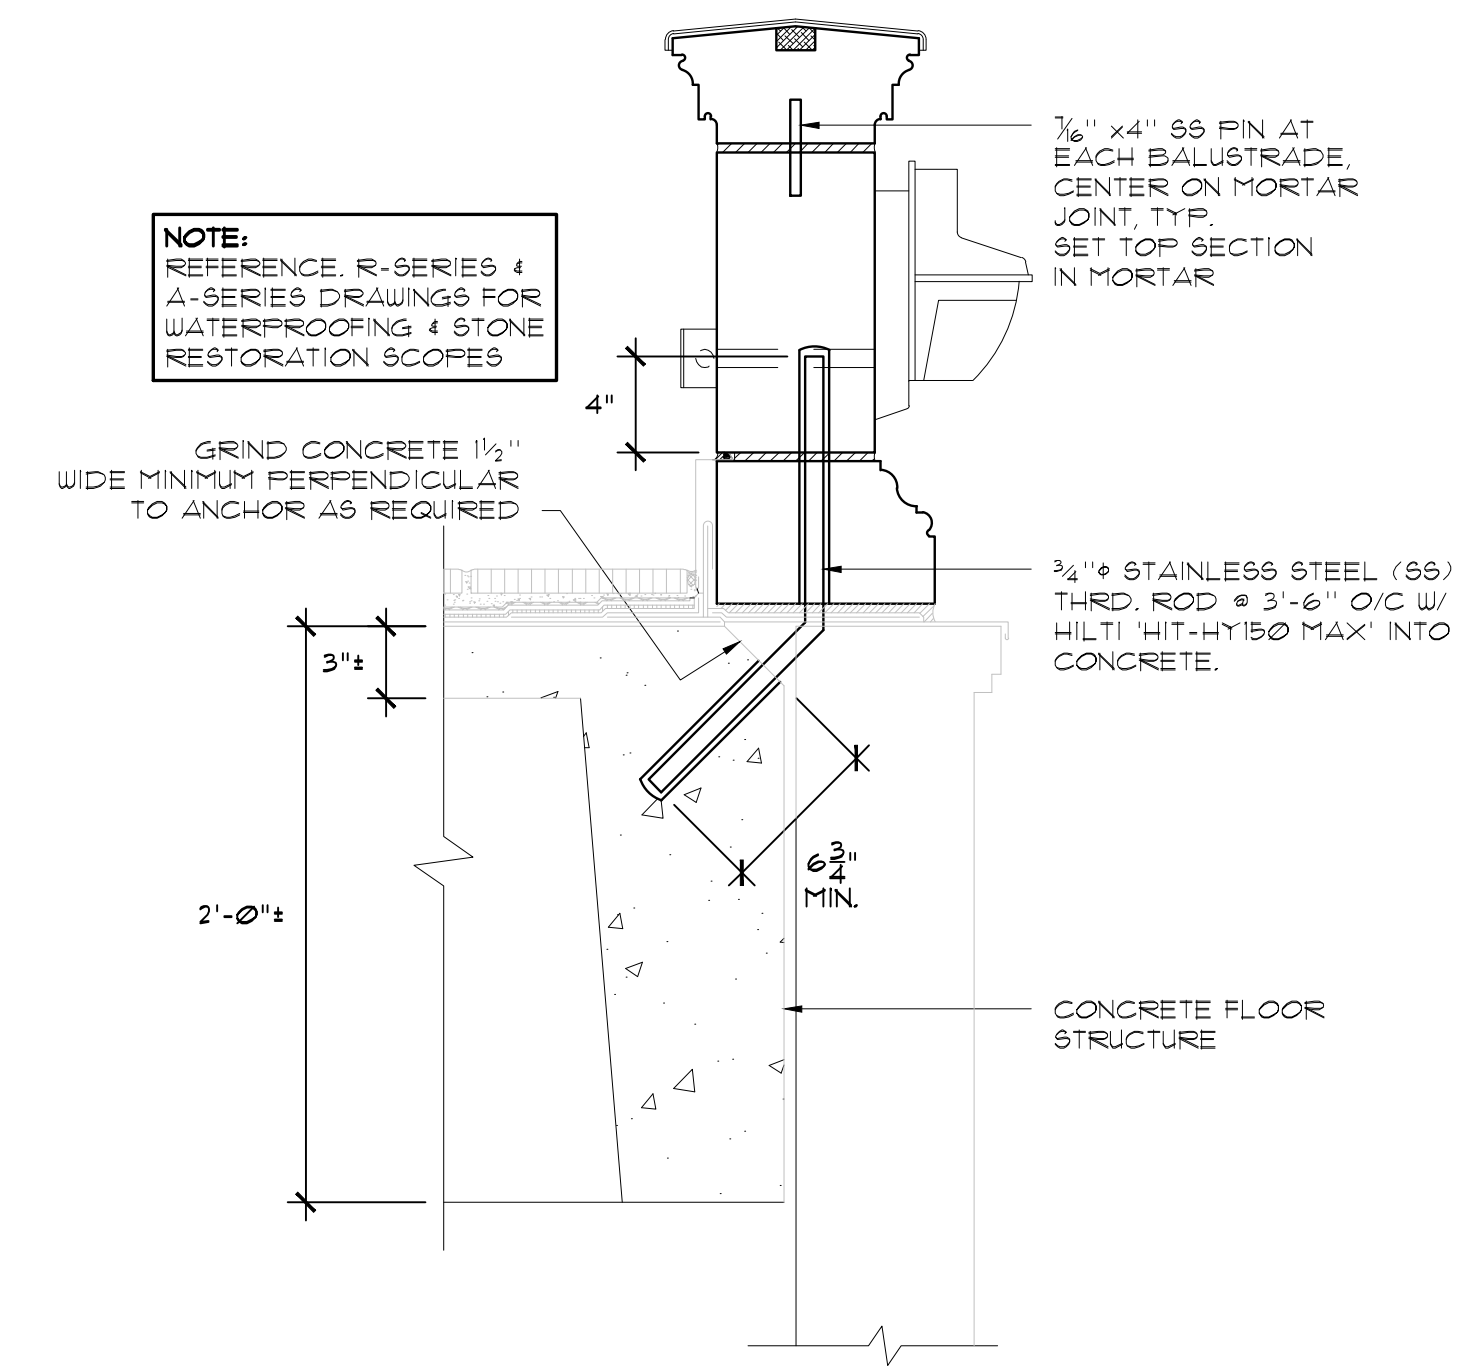 7/16" x4" SS PIN AT
EACH BALUSTRADE,
CENTER ON MORTAR
JOINT, TYP.
SET TOP SECTION
IN MORTAR
NOTE:
REFERENCE. R-SERIES &
A-SERIES DRAWINGS FOR
WATERPROOFING & STONE
RESTORATION SCOPES
4"
GRIND CONCRETE 1½"
WIDE MINIMUM PERPENDICULAR
TO ANCHOR AS REQUIRED
3/4"ɸ STAINLESS STEEL (SS)
THRD. ROD @ 3'-6" O/C W/
HILTI 'HIT-HY150 MAX' INTO
CONCRETE.
3"±
6 3/4"
MIN.
2'-0"±
CONCRETE FLOOR
STRUCTURE